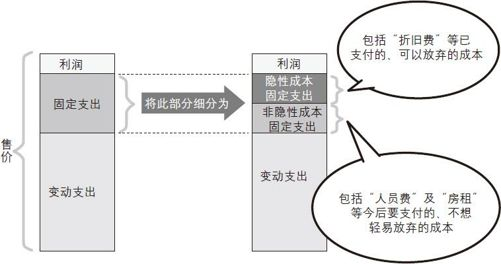 售价
利润
固定支出
变动支出
将此部分细分为
利润
隐性成本
固定支出
非隐性成本
固定支出
变动支出
包括“折旧费”等已
支付的、可以放弃的成本
包括“人员费”及“房租”
等今后要支付的、不想
轻易放弃的成本